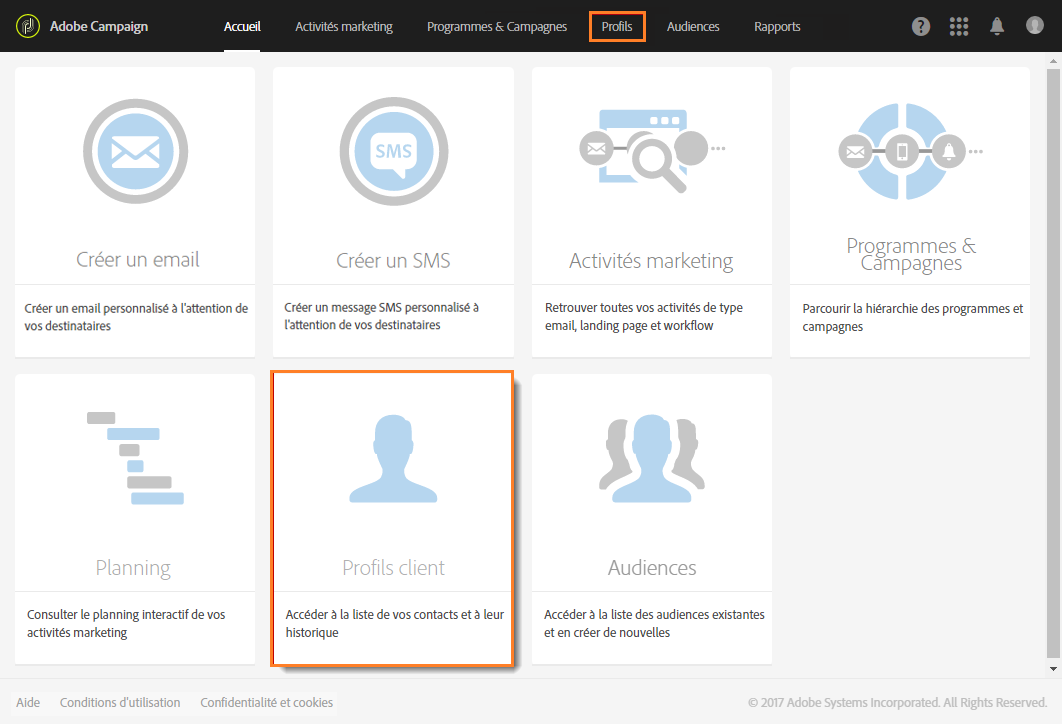 Adobe Campaign
Accueil
Activités marketing
Programmes & Campagnes
Profils
Audiences
Rapports
?
SMS
Créer un email
Créer un SMS
Activités marketing
Programmes &
Campagnes
Créer un email personnalisé à l'attention de
vos destinataires
Créer un message SMS personnalisé à
l'attention de vos destinataires
Retrouver toutes vos activités de type
email, landing page et workflow
Parcourir la hiérarchie des programmes et
campagnes
Planning
Profils client
Audiences
Consulter le planning interactif de vos
activités marketing
Accéder à la liste de vos contacts et à leur
historique
Accéder à la liste des audiences existantes
et en créer de nouvelles
Aide
Conditions d'utilisation
Confidentialité et cookies
© 2017 Adobe Systems Incorporated. All Rights Reserved.